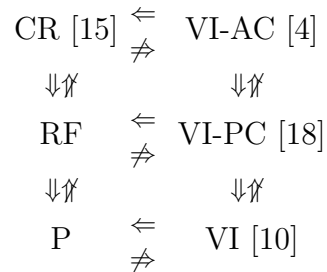 CR [15] ⇐ ⇏ VI-AC [4]
⇓⇑̸ ⇓⇑̸
RF ⇐ ⇏ VI-PC [18]
⇓⇑̸ ⇓⇑̸
P ⇐ ⇏ VI [10]